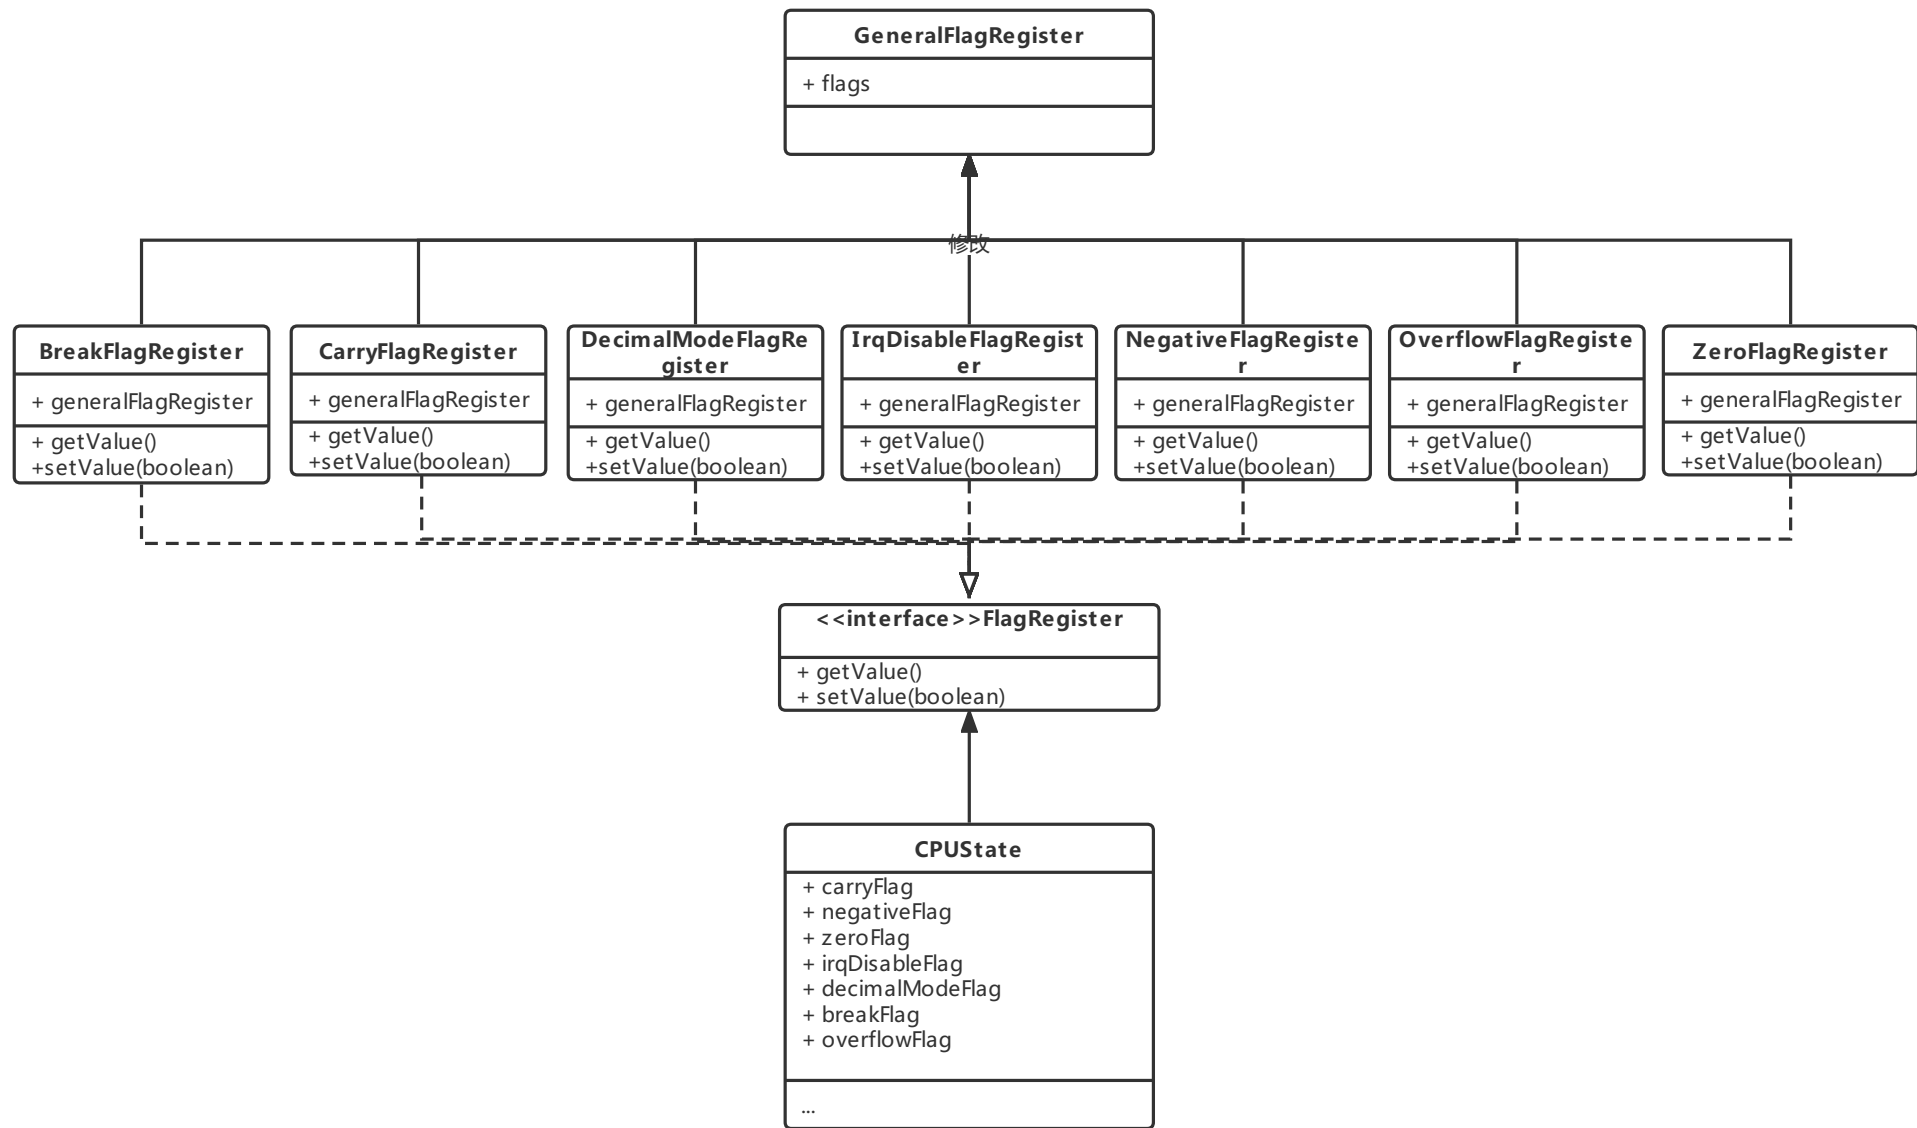 GeneralFlagRegister
+ flags
修改
BreakFlagRegister
+ generalFlagRegister
+ getValue()
+setValue(boolean)
CarryFlagRegister
+ generalFlagRegister
+ getValue()
+setValue(boolean)
DecimalModeFlagRe
gister
+ generalFlagRegister
+ getValue()
+setValue(boolean)
IrqDisableFlagRegist
er
+ generalFlagRegister
+ getValue()
+setValue(boolean)
NegativeFlagRegiste
r
+ generalFlagRegister
+ getValue()
+setValue(boolean)
OverflowFlagRegiste
r
+ generalFlagRegister
+ getValue()
+setValue(boolean)
ZeroFlagRegister
+ generalFlagRegister
+ getValue()
+setValue(boolean)
<<interface>>FlagRegister
+ getValue()
+ setValue(boolean)
CPUState
+ carryFlag
+ negativeFlag
+ zeroFlag
+ irqDisableFlag
+ decimalModeFlag
+ breakFlag
+ overflowFlag
...